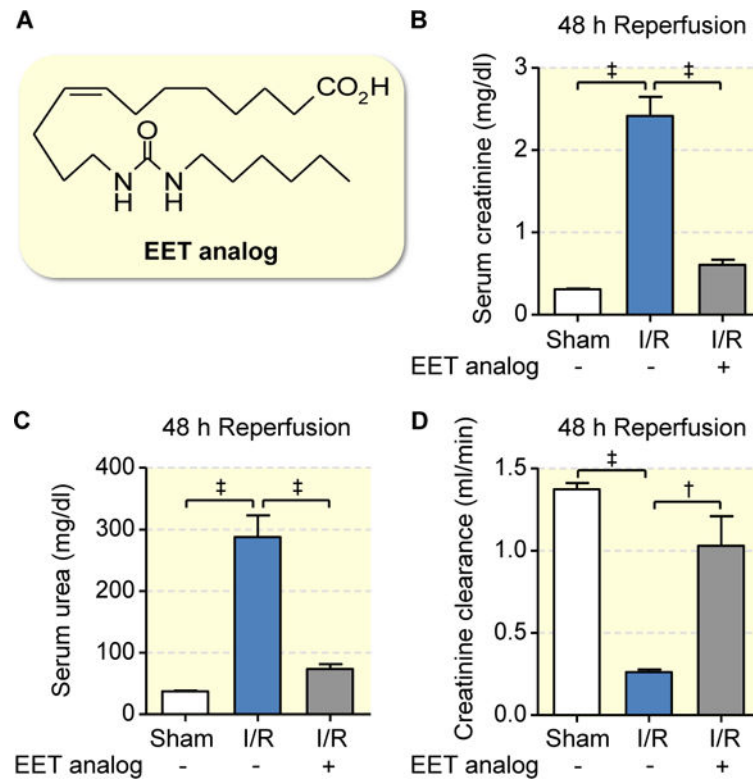 A
CO2H
O
N
H
N
H
EET analog
B
48 h Reperfusion
‡ ‡
Serum creatinine (mg/dl)
3
2
1
0
Sham I/R I/R
EET analog - - +
C
48 h Reperfusion
‡ ‡
Serum urea (mg/dl)
400
300
200
100
0
Sham I/R I/R
EET analog - - +
D
48 h Reperfusion
‡ †
Creatinine clearance (ml/min)
1.5
1.0
0.5
0.0
Sham I/R I/R
EET analog - - +